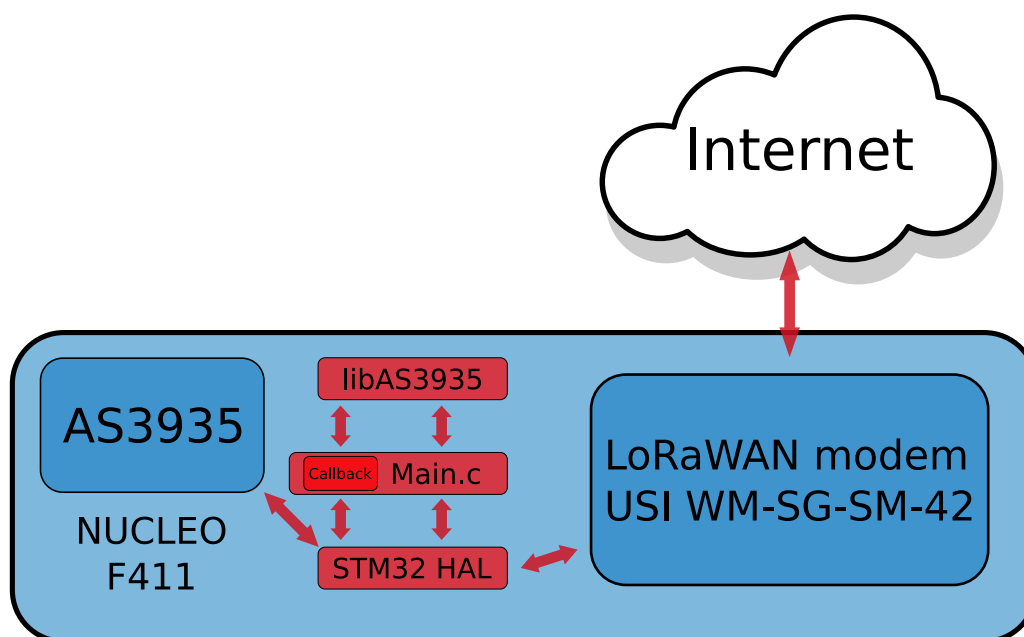 Internet
AS3935
NUCLEO
F411
libAS3935
Callback
Main.c
STM32 HAL
LoRaWAN modem
USI WM-SG-SM-42